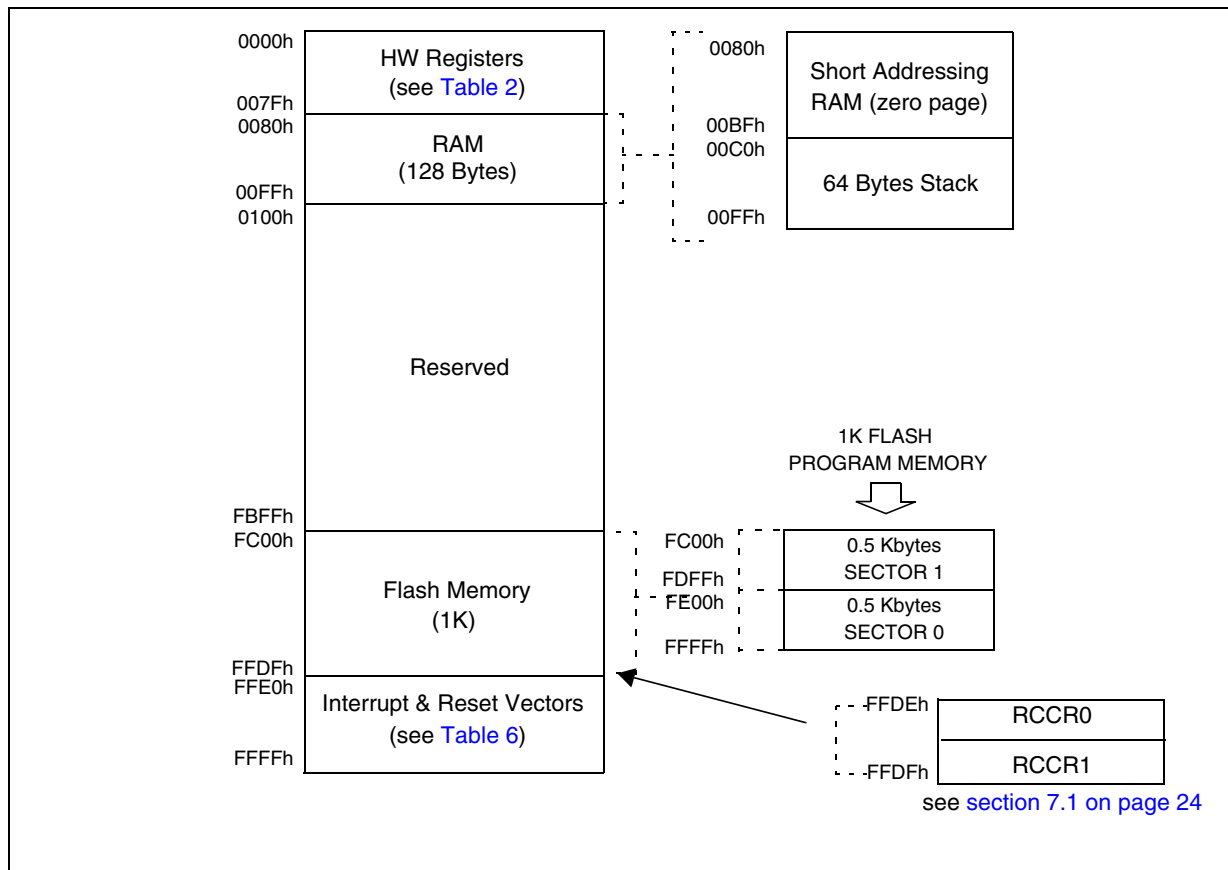 0000h
HW Registers
(see Table 2)
007Fh
0080h
RAM
(128 Bytes)
00FFh
0100h
Reserved
FBFFh
FC00h
Flash Memory
(1K)
FFDFh
FFE0h
Interrupt & Reset Vectors
(see Table 6)
FFFFh
0080h
Short Addressing
RAM (zero page)
00BFh
00C0h
64 Bytes Stack
00FFh
1K FLASH
PROGRAM MEMORY
FC00h
0.5 Kbytes
SECTOR 1
FDFFh
FE00h
0.5 Kbytes
SECTOR 0
FFFFh
FFDEh
RCCR0
RCCR1
FFDFh
see section 7.1 on page 24